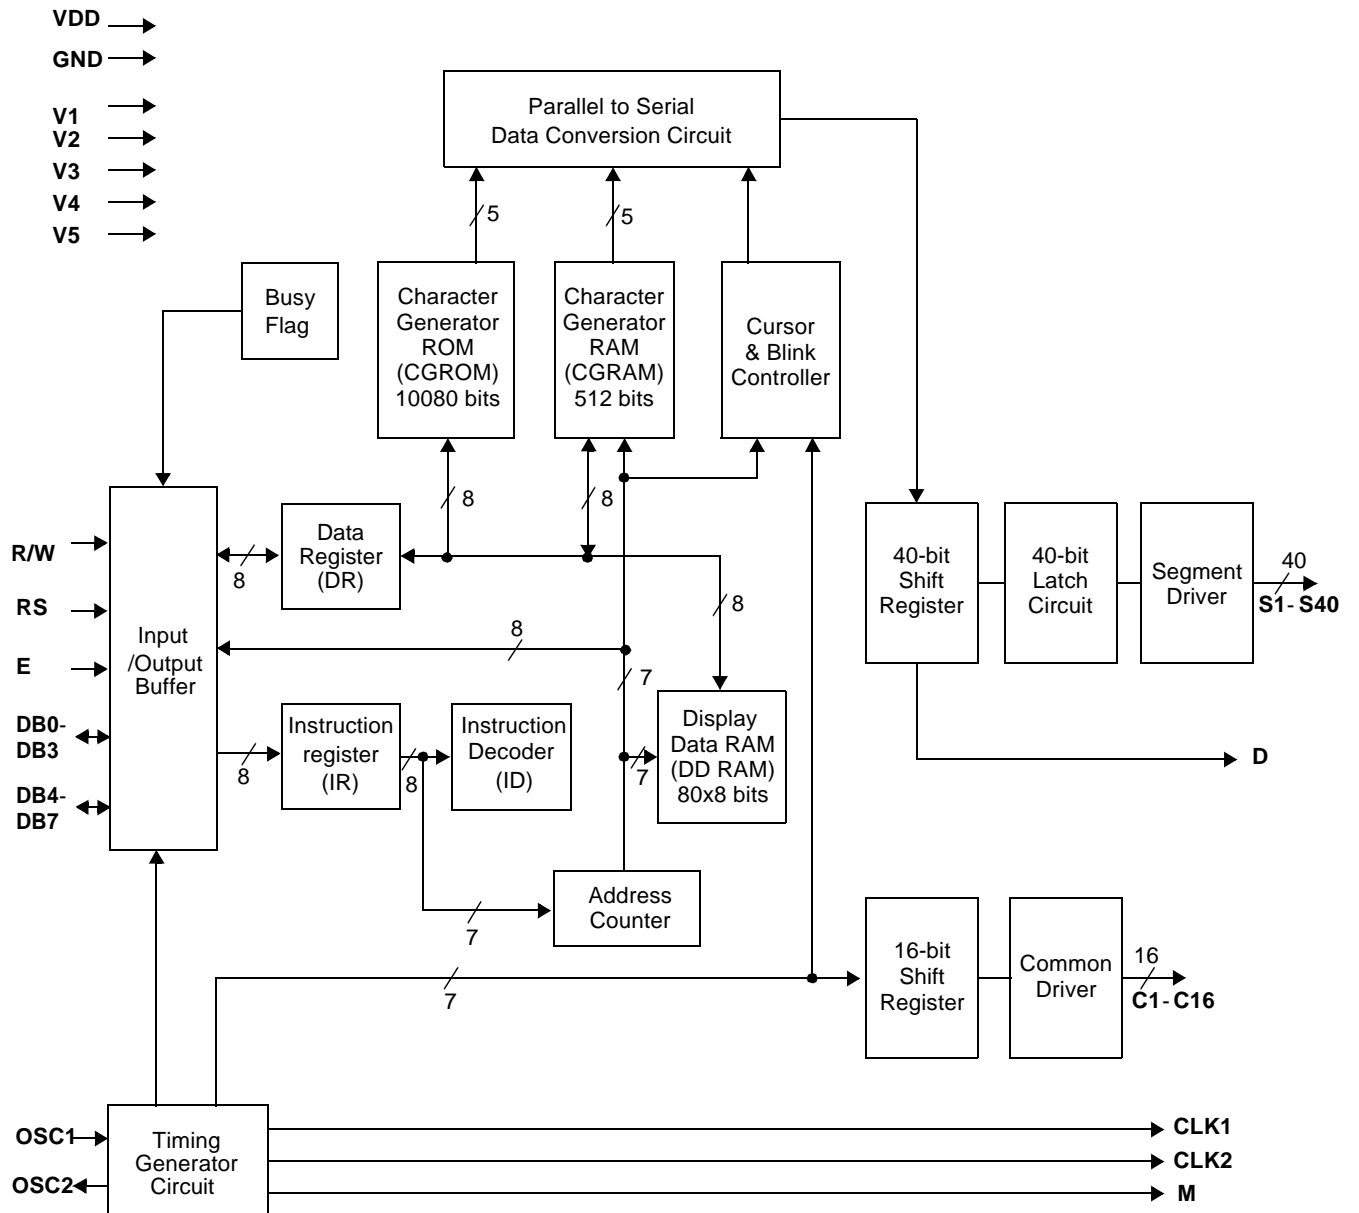 VDD
GND
V1
V2
V3
V4
V5
Parallel to Serial
Data Conversion Circuit
5
5
Busy
Flag
Character
Generator
ROM
(CGROM)
10080 bits
Character
Generator
RAM
(CGRAM)
512 bits
Cursor
& Blink
Controller
8
8
R/W
RS
E
DB0-
DB3
DB4-
DB7
Input
/Output
Buffer
8
Data
Register
(DR)
8
8
7
40-bit
Shift
Register
40-bit
Latch
Circuit
Segment
Driver
40
S1- S40
8
Instruction
register
(IR)
8
Instruction
Decoder
(ID)
7
Display
Data RAM
(DD RAM)
80x8 bits
D
7
Address
Counter
7
16-bit
Shift
Register
Common
Driver
16
C1- C16
OSC1
OSC2
Timing
Generator
Circuit
CLK1
CLK2
M